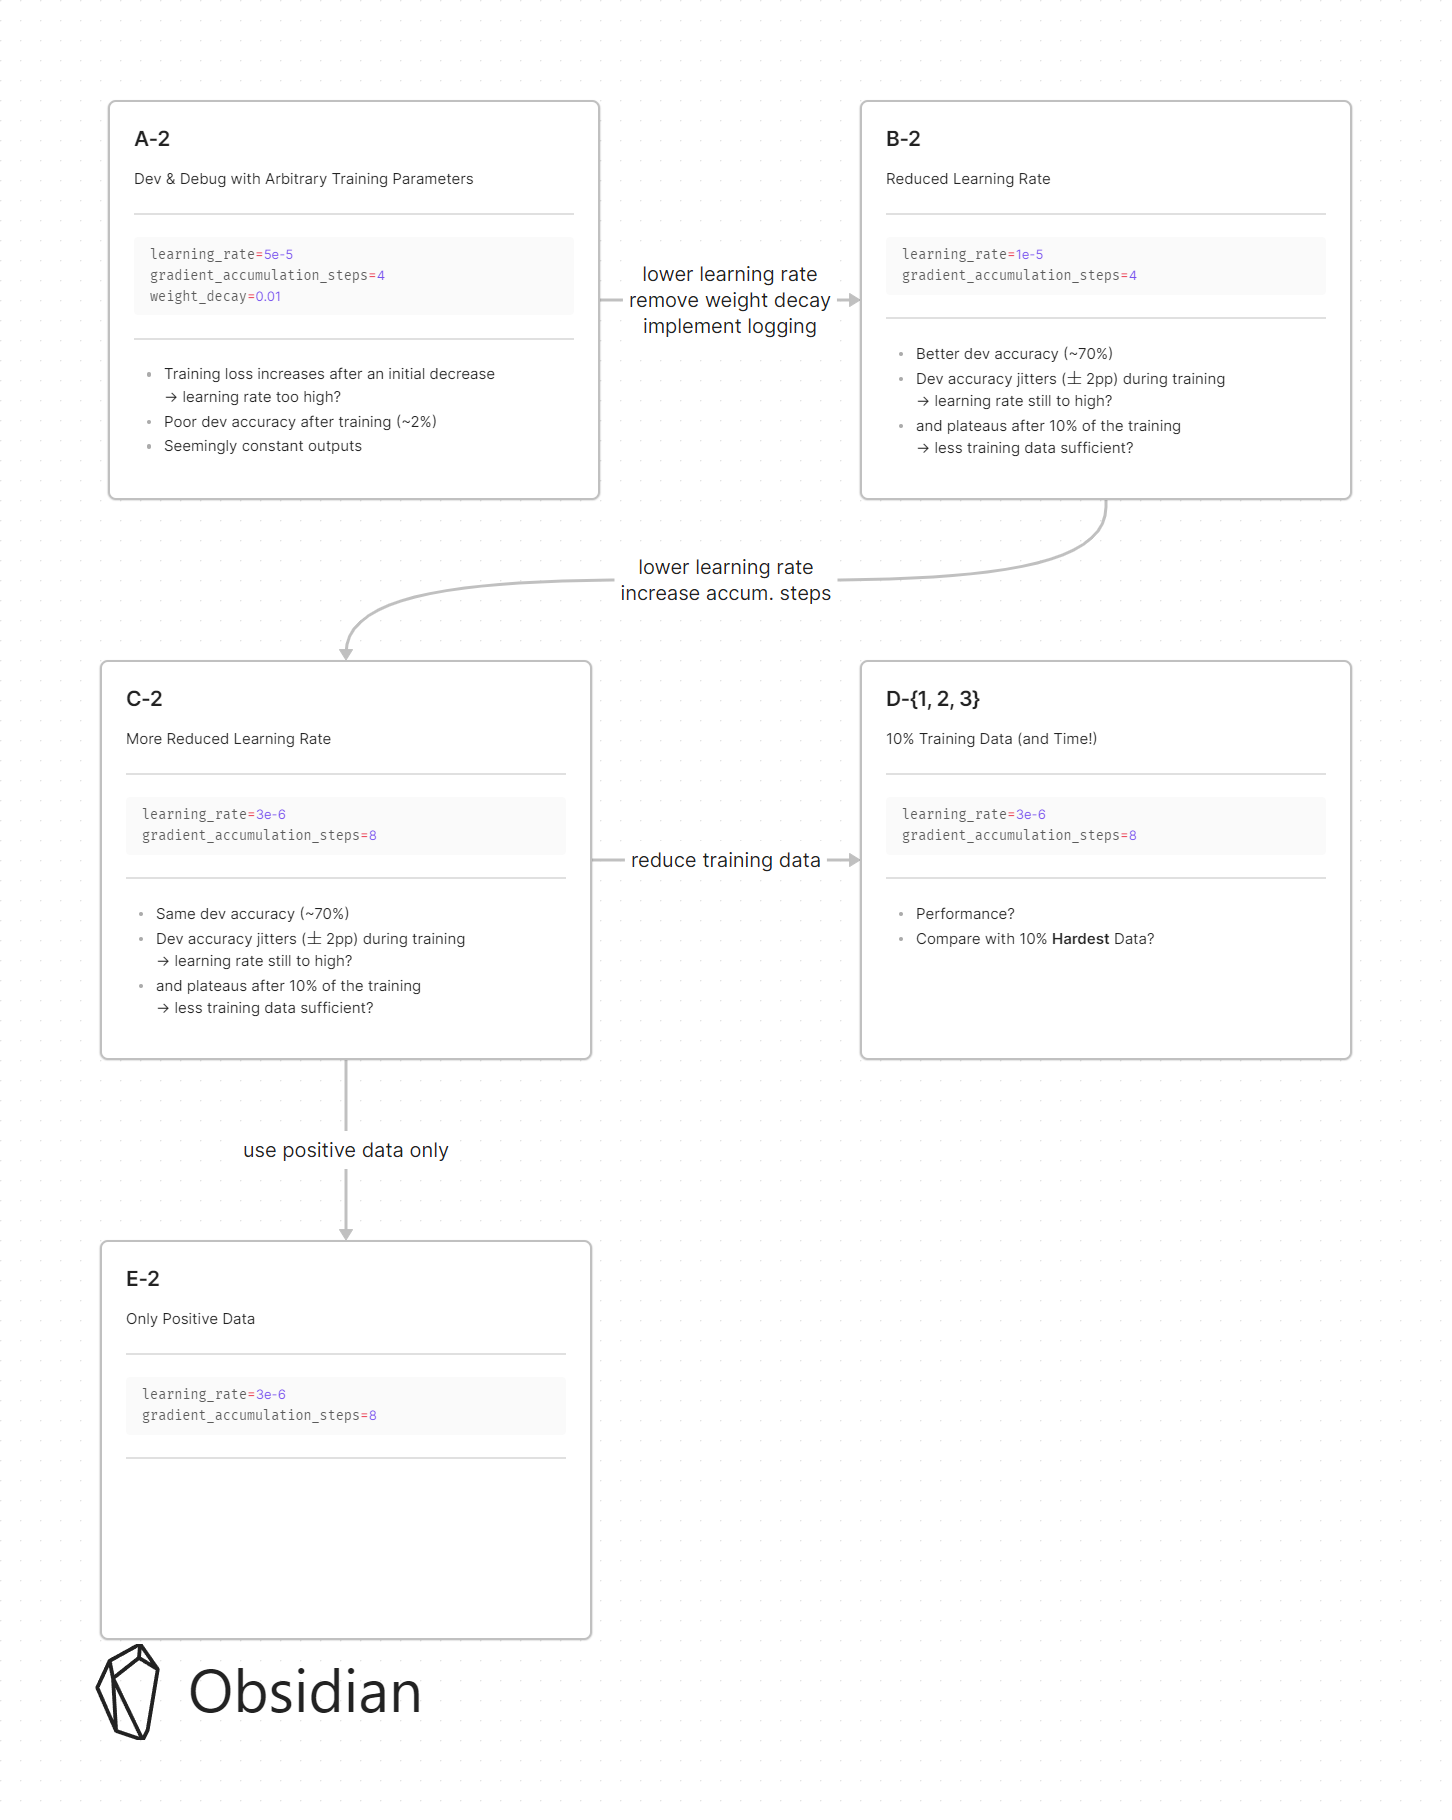 A-2
Dev & Debug with Arbitrary Training Parameters
learning_rate=5e-5
gradient_accumulation_steps=4
weight_decay=0.01
Training loss increases after an initial decrease
→ learning rate too high?
Poor dev accuracy after training (~2%)
Seemingly constant outputs
lower learning rate
remove weight decay
implement logging
B-2
Reduced Learning Rate
learning_rate=1e-5
gradient_accumulation_steps=4
Better dev accuracy (~70%)
Dev accuracy jitters (± 2pp) during training
→ learning rate still to high?
and plateaus after 10% of the training
→ less training data sufficient?
lower learning rate
increase accum. steps
C-2
More Reduced Learning Rate
learning_rate=3e-6
gradient_accumulation_steps=8
Same dev accuracy (~70%)
Dev accuracy jitters (± 2pp) during training
→ learning rate still to high?
and plateaus after 10% of the training
→ less training data sufficient?
reduce training data
D-{1, 2, 3}
10% Training Data (and Time!)
learning_rate=3e-6
gradient_accumulation_steps=8
Performance?
Compare with 10% Hardest Data?
use positive data only
E-2
Only Positive Data
learning_rate=3e-6
gradient_accumulation_steps=8
Obsidian